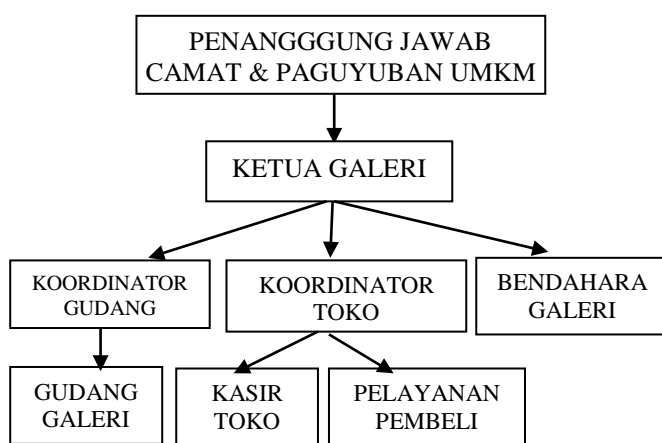 PENANGGGUNG JAWAB
CAMAT & PAGUYUBAN UMKM
KETUA GALERI
KOORDINATOR
GUDANG
KOORDINATOR
TOKO
BENDAHARA
GALERI
GUDANG
GALERI
KASIR
TOKO
PELAYANAN
PEMBELI